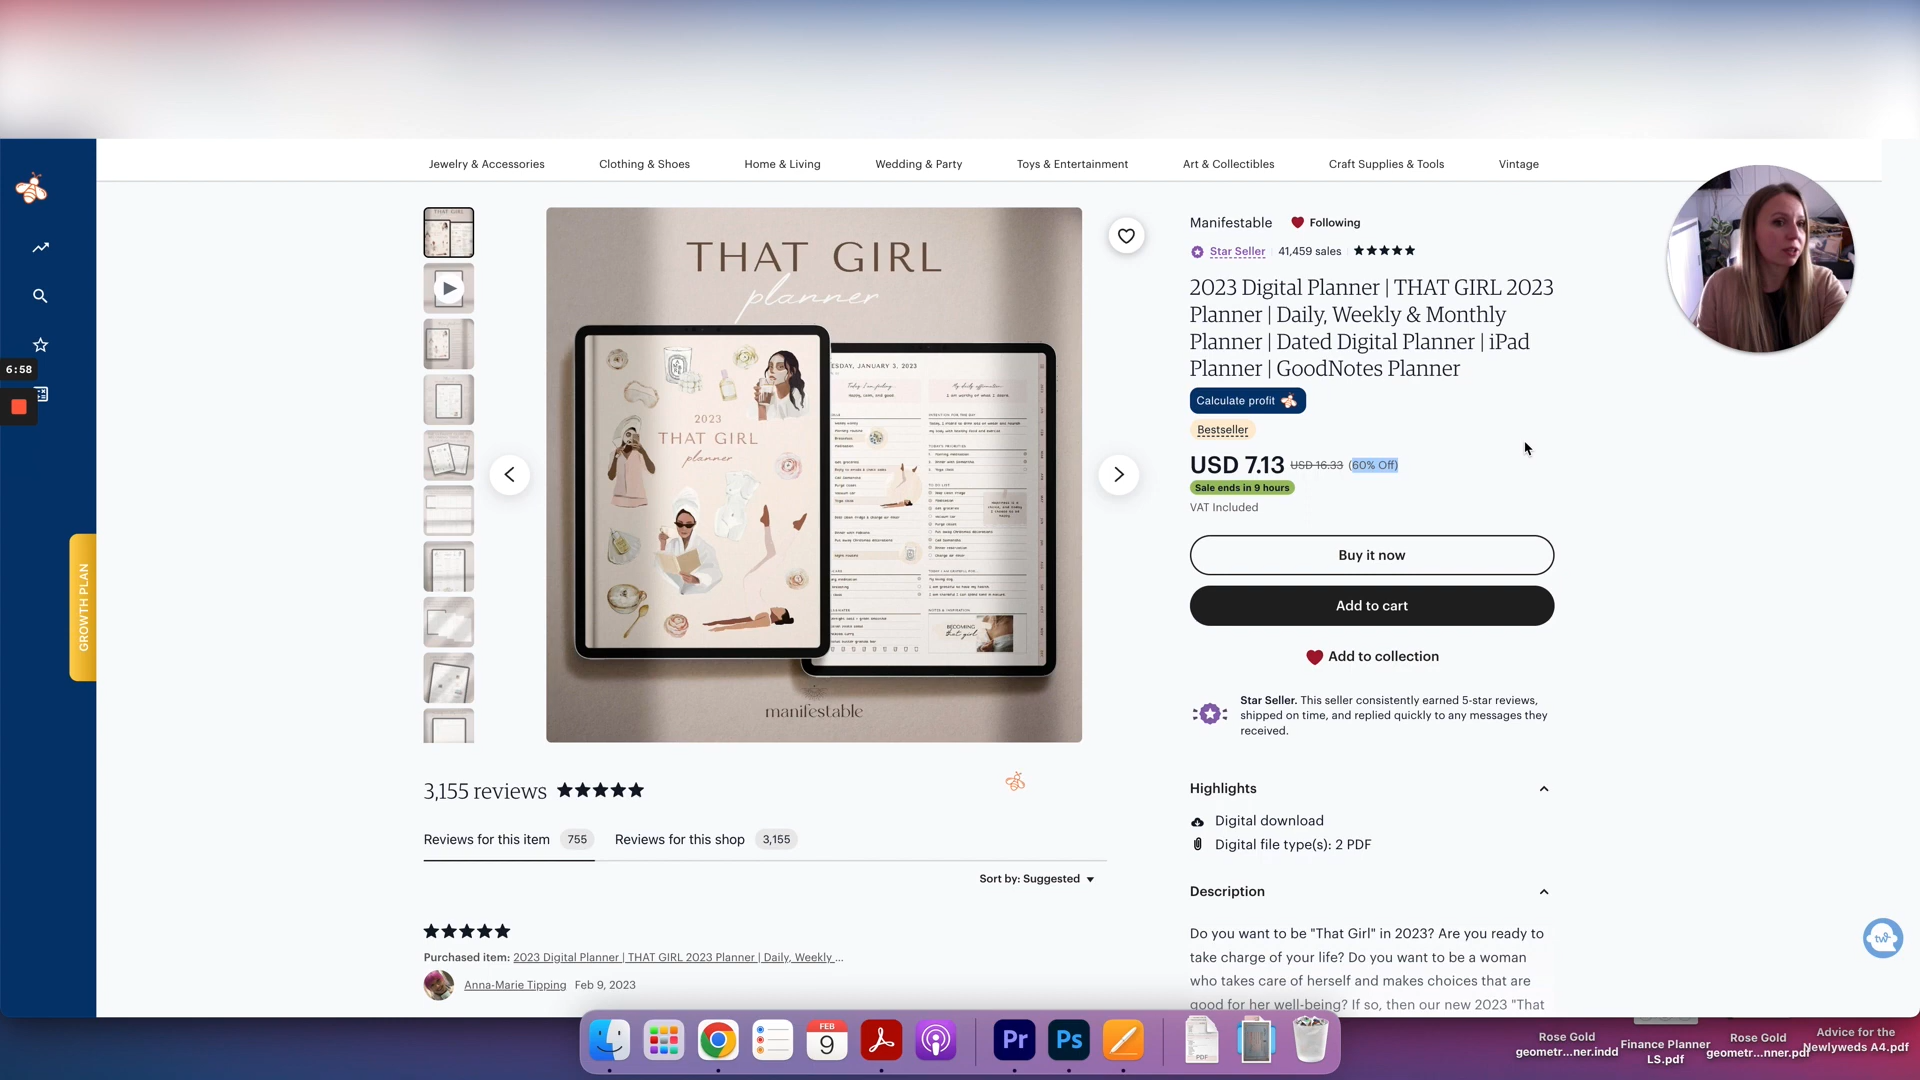 Jewelry & Accessories
Clothing & Shoes
Home & Living
Wedding & Party
Toys & Entertainment
Art & Collectibles
Craft Supplies & Tools
Vintage
6:58
GROWTH PLAN
THAT GIRL
planner
2023
THAT GIRL
planner
ESDAY, JANUARY 3, 2023
BECOMING
that girl
manifestable
Manifestable
Following
Star Seller
41,459 sales
2023 Digital Planner | THAT GIRL 2023
Planner | Daily, Weekly & Monthly
Planner | Dated Digital Planner | iPad
Planner | GoodNotes Planner
Calculate profit
Bestseller
USD 7.13 USD 16.33 (60% Off)
Sale ends in 9 hours
VAT Included
Buy it now
Add to cart
Add to collection
Star Seller. This seller consistently earned 5-star reviews,
shipped on time, and replied quickly to any messages they
received.
Highlights
Digital download
Digital file type(s): 2 PDF
Description
Do you want to be "That Girl" in 2023? Are you ready to
take charge of your life? Do you want to be a woman
who takes care of herself and makes choices that are
good for her well-being? If so, then our new 2023 "That
3,155 reviews
Reviews for this item 755
Reviews for this shop 3,155
Sort by: Suggested
Purchased item: 2023 Digital Planner | THAT GIRL 2023 Planner | Daily, Weekly ...
Anna-Marie Tipping Feb 9, 2023
tw
FEB
9
Pr
Ps
PDF
Rose Gold
geometr...ner.indd
Finance Planner
LS.pdf
Rose Gold
geometr...nner.pdf
Advice for the
Newlyweds A4.pdf